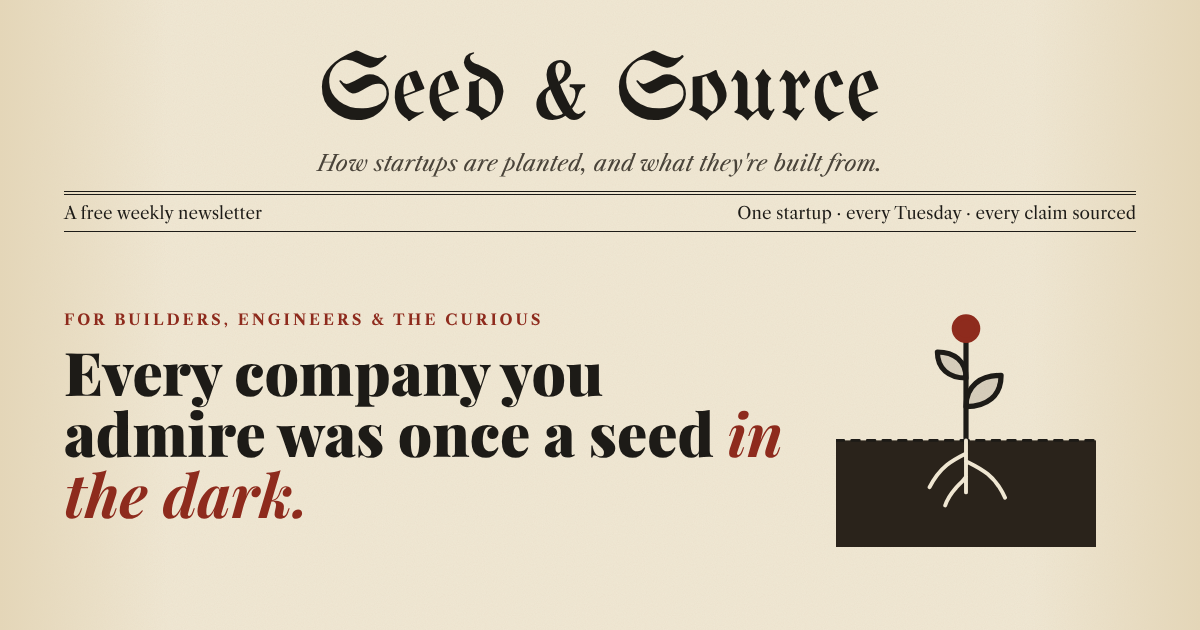 Seed & Source
How startups are planted, and what they're built from.
A free weekly newsletter
One startup · every Tuesday · every claim sourced
FOR BUILDERS, ENGINEERS & THE CURIOUS
Every company you
admire was once a seed in
the dark.